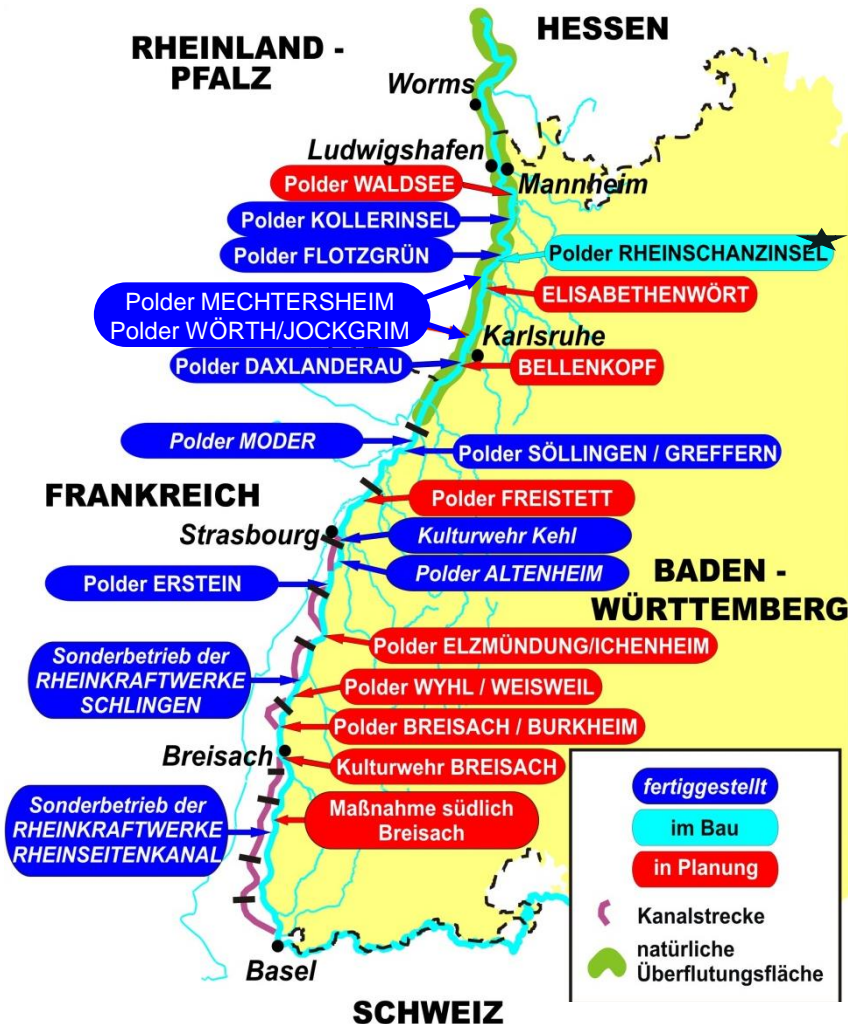 HESSEN
RHEINLAND -
PFALZ
Worms
Ludwigshafen
Mannheim
Polder WALDSEE
Polder KOLLERINSEL
Polder FLOTZGRÜN
Polder RHEINSCHANZINSEL
ELISABETHENWÖRT
Polder MECHTERSHEIM
Polder WÖRTH/JOCKGRIM
Karlsruhe
Polder DAXLANDERAU
BELLENKOPF
Polder MODER
Polder SÖLLINGEN / GREFFERN
FRANKREICH
Polder FREISTETT
Strasbourg
Kulturwehr Kehl
Polder ALTENHEIM
Polder ERSTEIN
BADEN -
WÜRTTEMBERG
Polder ELZMÜNDUNG/ICHENHEIM
Sonderbetrieb der
RHEINKRAFTWERKE
SCHLINGEN
Polder WYHL / WEISWEIL
Polder BREISACH / BURKHEIM
Breisach
Kulturwehr BREISACH
Sonderbetrieb der
RHEINKRAFTWERKE
RHEINSEITENKANAL
Maßnahme südlich
Breisach
Basel
SCHWEIZ
fertiggestellt
im Bau
in Planung
Kanalstrecke
natürliche
Überflutungsfläche